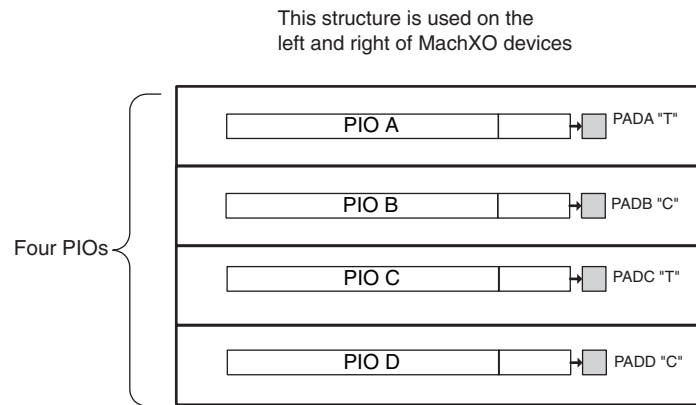 This structure is used on the
left and right of MachXO devices
PIO A
PADA "T"
PIO B
PADB "C"
Four PIOs
PIO C
PADC "T"
PIO D
PADD "C"